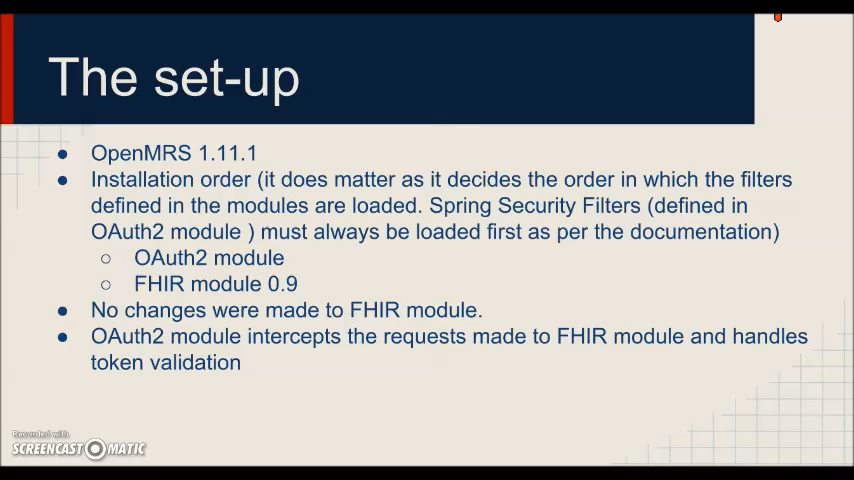 The set-up
● OpenMRS 1.11.1
● Installation order (it does matter as it decides the order in which the filters
defined in the modules are loaded. Spring Security Filters (defined in
OAuth2 module ) must always be loaded first as per the documentation)
○ OAuth2 module
○ FHIR module 0.9
● No changes were made to FHIR module.
● OAuth2 module intercepts the requests made to FHIR module and handles
token validation
Recorded with
SCREENCAST MATIC